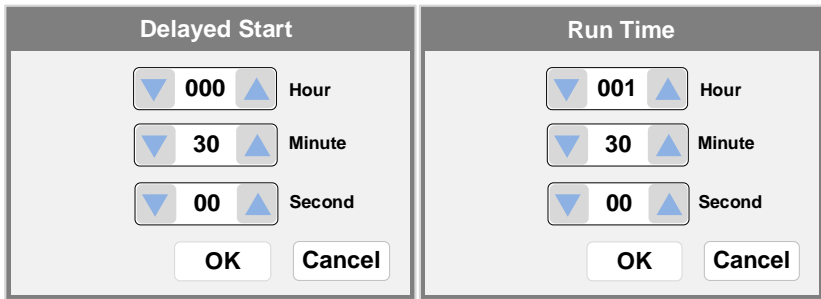 Delayed Start
000 Hour
30 Minute
00 Second
OK Cancel
Run Time
001 Hour
30 Minute
00 Second
OK Cancel